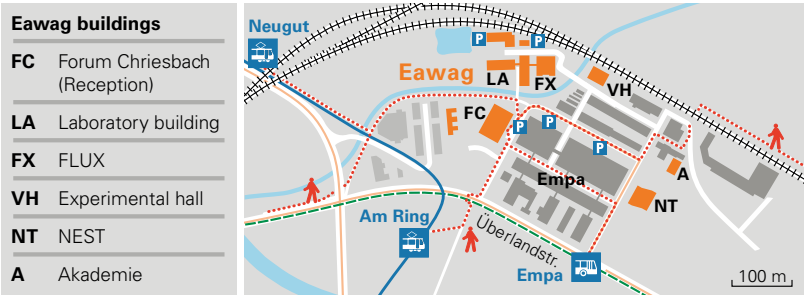 Eawag buildings
FC Forum Chriesbach
(Reception)
LA Laboratory building
FX FLUX
VH Experimental hall
NT NEST
A Akademie
Neugut
P
P
Eawag
LA
FX
VH
FC
P
P
P
Empa
A
NT
Am Ring
Überlandstr.
Empa
100 m